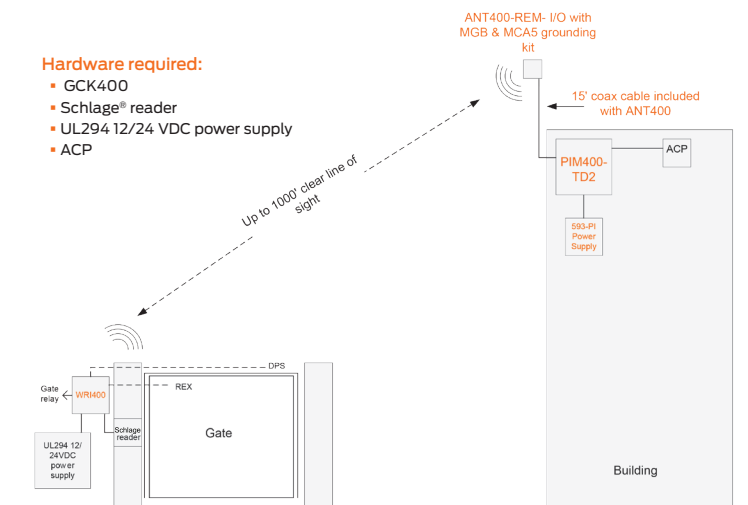 ANT400-REM- I/O with
MGB & MCA5 grounding
kit
Hardware required:
▪ GCK400
▪ Schlage® reader
▪ UL294 12/24 VDC power supply
▪ ACP
15' coax cable included
with ANT400
PIM400-
TD2
ACP
593-PI
Power
Supply
Up to 1000' clear line of
sight
DPS
REX
Gate
relay
WRI400
Schlage
reader
Gate
UL294 12/
24VDC
power
supply
Building